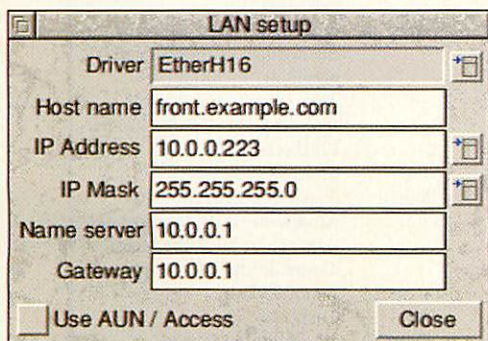 LAN setup
Driver EtherH16
Host name front.example.com
IP Address 10.0.0.223
IP Mask 255.255.255.0
Name server 10.0.0.1
Gateway 10.0.0.1
Use AUN / Access Close